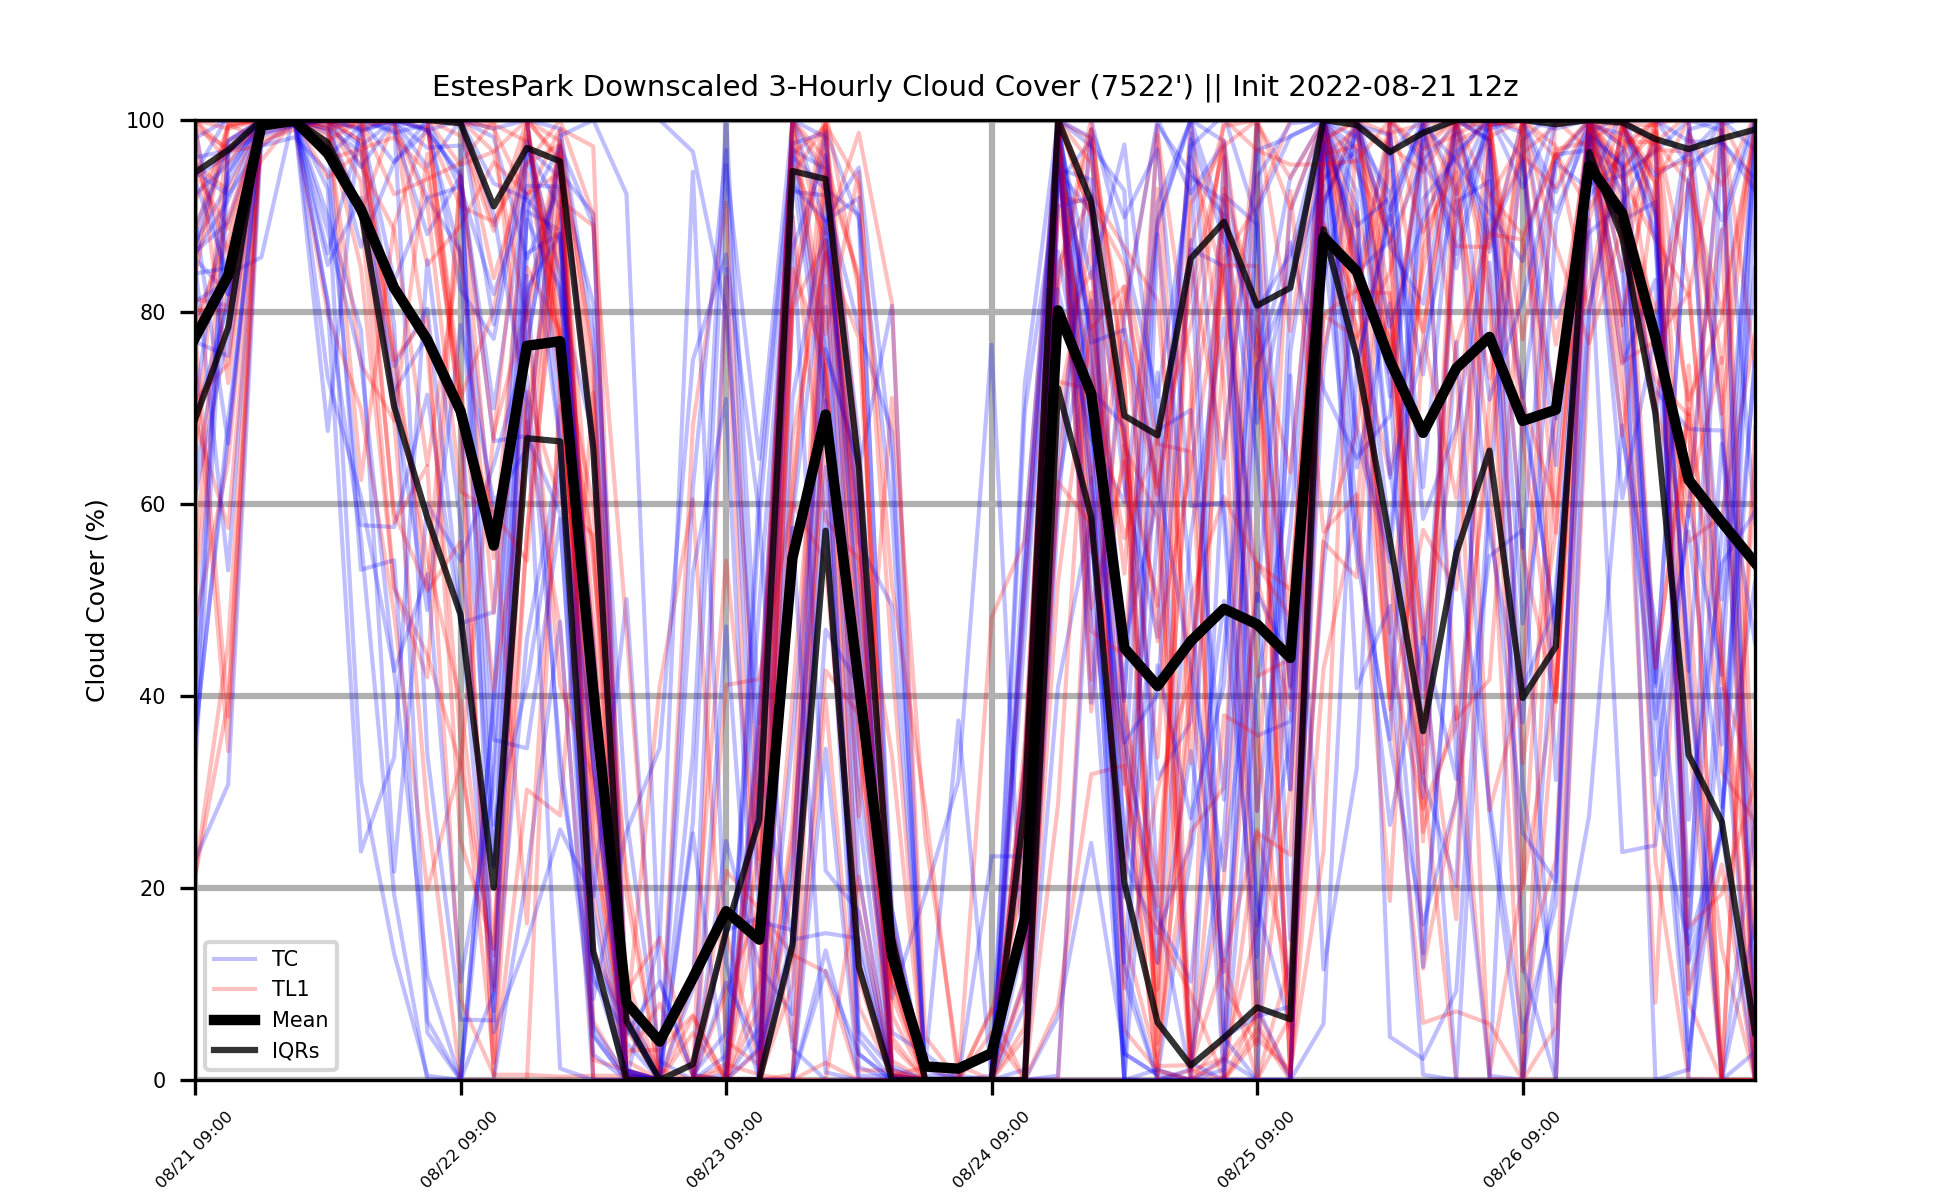 EstesPark Downscaled 3-Hourly Cloud Cover (7522') || Init 2022-08-21 12z
Cloud Cover (%)
100
80
60
40
20
0
TC
TL1
Mean
IQRs
08/21 09:00
08/22 09:00
08/23 09:00
08/24 09:00
08/25 09:00
08/26 09:00